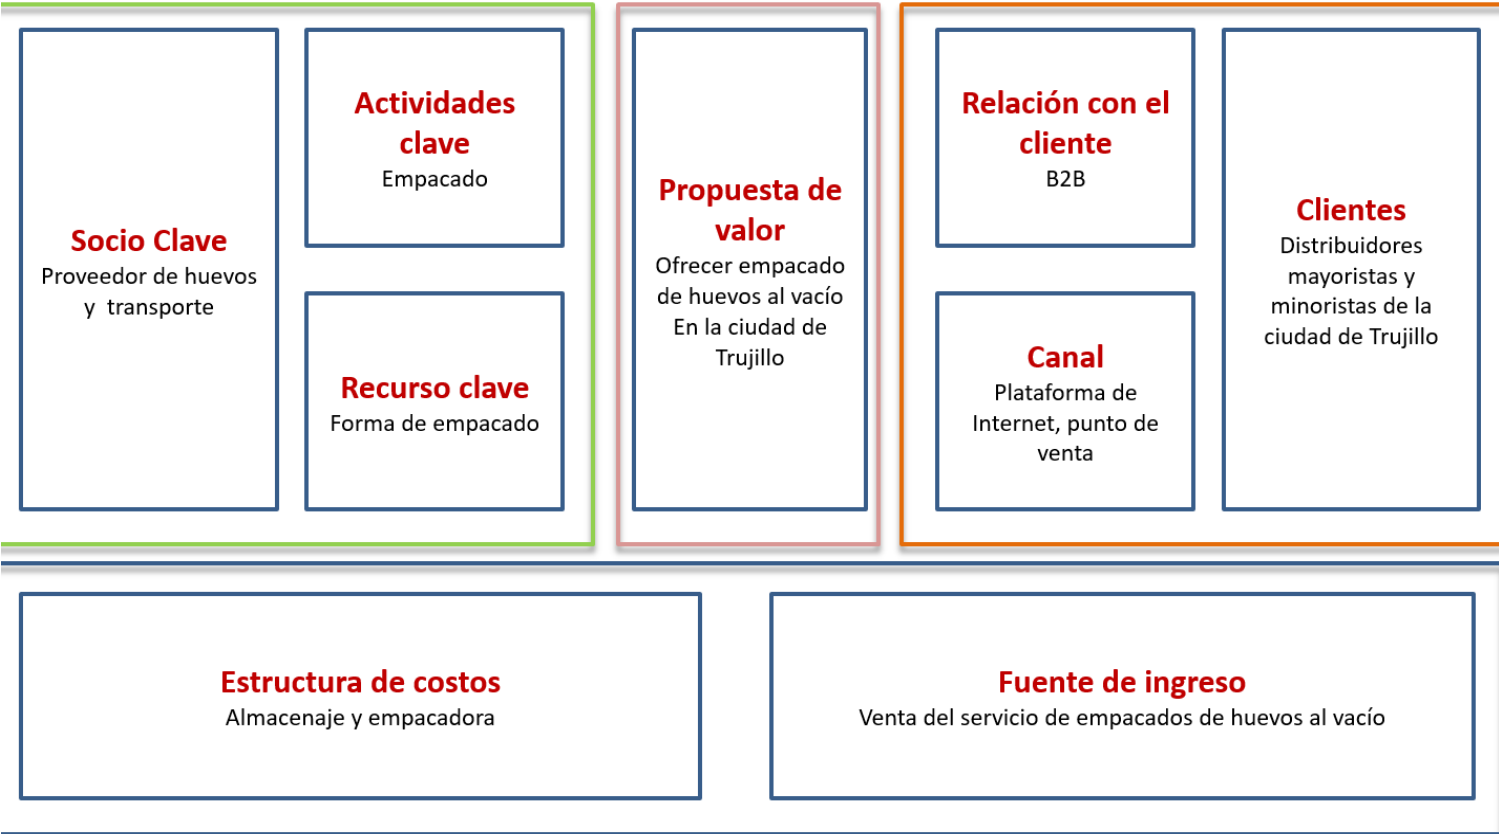 Socio Clave
Proveedor de huevos
y transporte
Actividades
clave
Empacado
Recurso clave
Forma de empacado
Propuesta de
valor
Ofrecer empacado
de huevos al vacío
En la ciudad de
Trujillo
Relación con el
cliente
B2B
Canal
Plataforma de
Internet, punto de
venta
Clientes
Distribuidores
mayoristas y
minoristas de la
ciudad de Trujillo
Estructura de costos
Almacenaje y empacadora
Fuente de ingreso
Venta del servicio de empacados de huevos al vacío